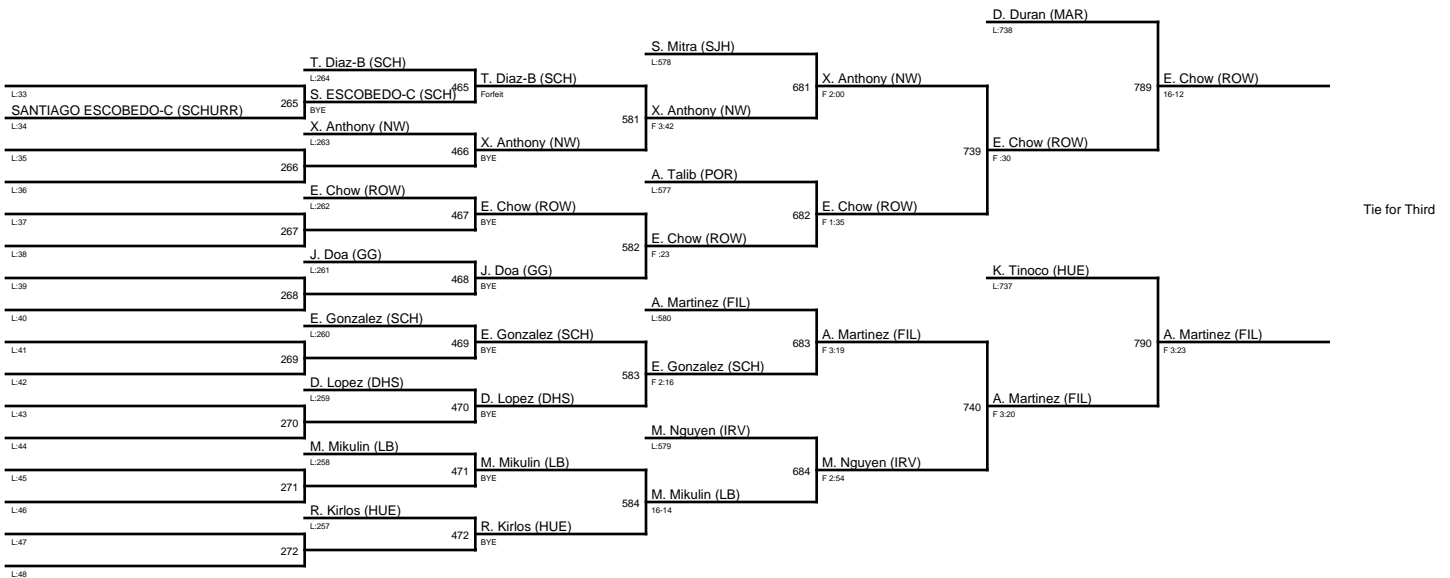 D. Duran (MAR)
L:738
S. Mitra (SJH)
L:578
T. Diaz-B (SCH)
L:264
465
T. Diaz-B (SCH)
Forfeit
681
X. Anthony (NW)
F 2:00
789
E. Chow (ROW)
16-12
L:33
265
S. ESCOBEDO-C (SCH)
BYE
SANTIAGO ESCOBEDO-C (SCHURR)
L:34
581
X. Anthony (NW)
F 3:42
X. Anthony (NW)
L:263
466
X. Anthony (NW)
BYE
739
E. Chow (ROW)
F :30
L:35
266
L:36
A. Talib (POR)
L:577
E. Chow (ROW)
L:262
467
E. Chow (ROW)
BYE
682
E. Chow (ROW)
F 1:35
Tie for Third
L:37
267
L:38
582
E. Chow (ROW)
F :23
J. Doa (GG)
L:261
468
J. Doa (GG)
BYE
K. Tinoco (HUE)
L:737
L:39
268
L:40
A. Martinez (FIL)
L:580
E. Gonzalez (SCH)
L:260
469
E. Gonzalez (SCH)
BYE
683
A. Martinez (FIL)
F 3:19
790
A. Martinez (FIL)
F 3:23
L:41
269
L:42
583
E. Gonzalez (SCH)
F 2:16
D. Lopez (DHS)
L:259
470
D. Lopez (DHS)
BYE
740
A. Martinez (FIL)
F 3:20
L:43
270
L:44
M. Nguyen (IRV)
L:579
M. Mikulin (LB)
L:258
471
M. Mikulin (LB)
BYE
684
M. Nguyen (IRV)
F 2:54
L:45
271
L:46
584
M. Mikulin (LB)
16-14
R. Kirlos (HUE)
L:257
472
R. Kirlos (HUE)
BYE
L:47
272
L:48